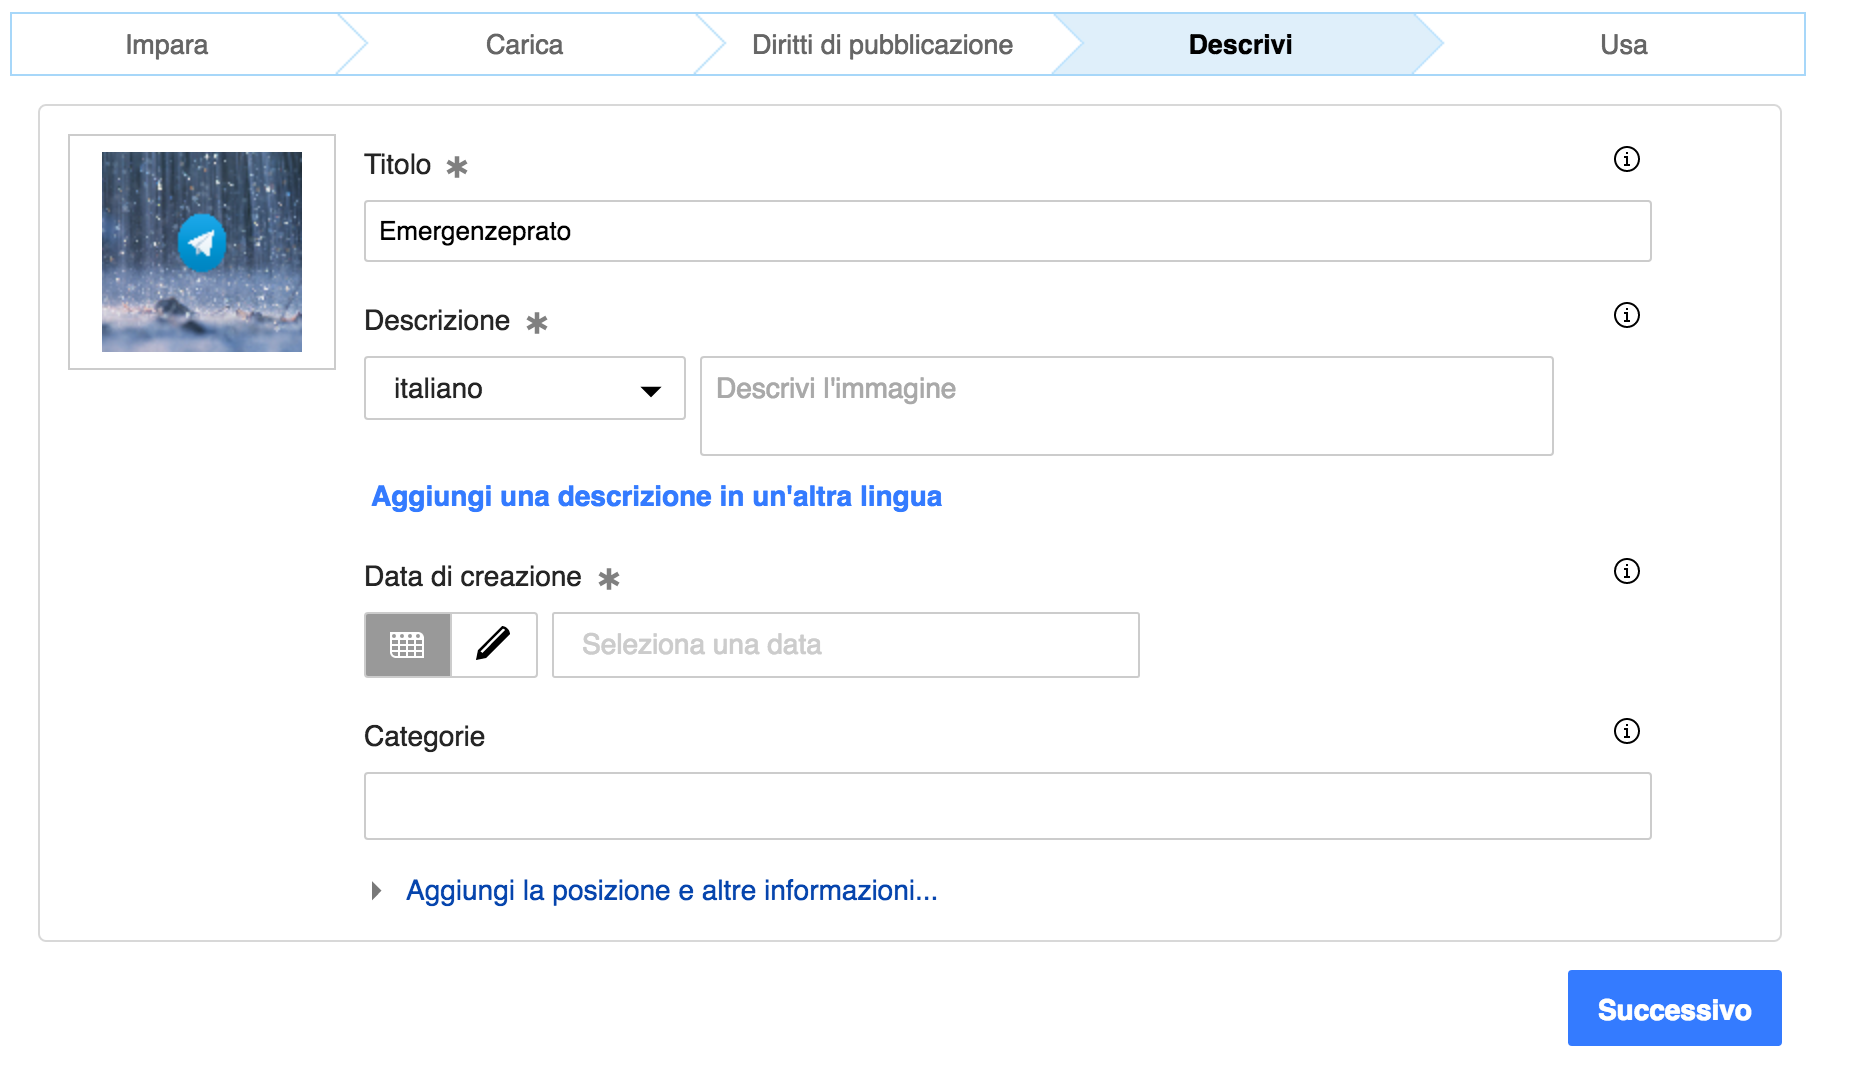 Impara
Carica
Diritti di pubblicazione
Descrivi
Usa
Titolo *
Emergenzeprato
Descrizione *
italiano
Descrivi l'immagine
Aggiungi una descrizione in un'altra lingua
Data di creazione *
Seleziona una data
Categorie
Aggiungi la posizione e altre informazioni...
Successivo